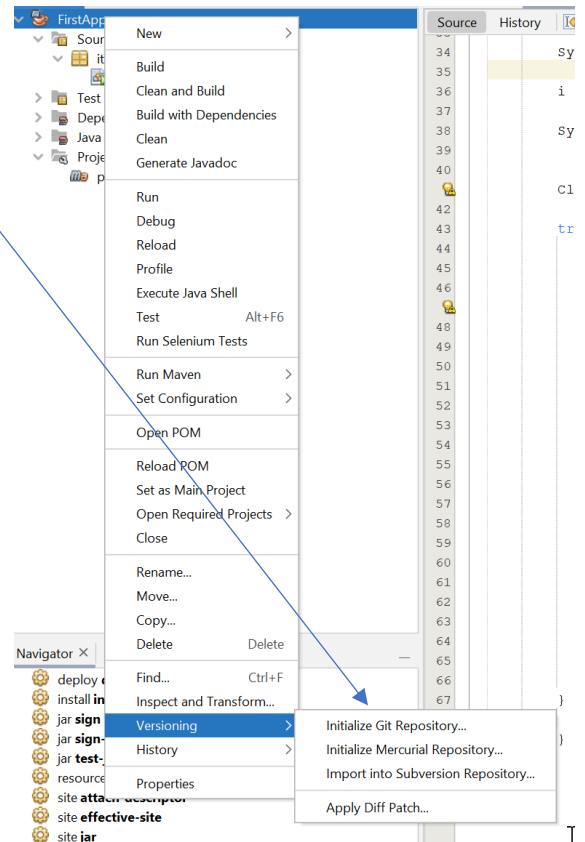 FirstApp
Sour
it
Test
Depe
Java
Proje
p
New
Build
Clean and Build
Build with Dependencies
Clean
Generate Javadoc
Run
Debug
Reload
Profile
Execute Java Shell
Test Alt+F6
Run Selenium Tests
Run Maven
Set Configuration
Open POM
Reload POM
Set as Main Project
Open Required Projects
Close
Rename...
Move...
Copy...
Delete Delete
Find... Ctrl+F
Inspect and Transform...
Versioning
History
Properties
Initialize Git Repository...
Initialize Mercurial Repository...
Import into Subversion Repository...
Apply Diff Patch...
Navigator
deploy
install in
jar sign
jar sign-
jar test-
resource
site attach-descriptor
site effective-site
site jar
Source History
34 Sy
35
36 i
37
38 Sy
39
40
Cl
42
43 tr
44
45
46
48
49
50
51
52
53
54
55
56
57
58
59
60
61
62
63
64
65
66
67 }
}